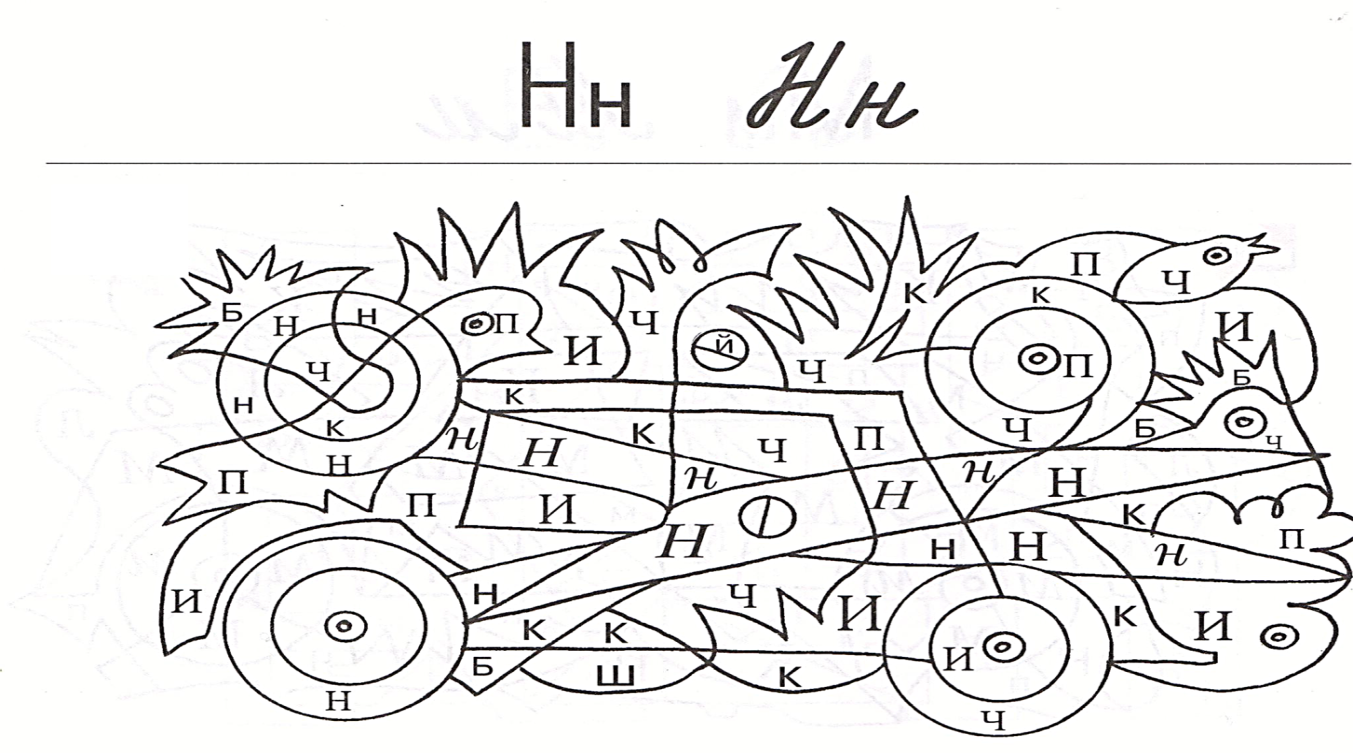 Нн Нн
П
Ч
К К
Б Н Н П Ч Й И
И Ч П Б
Ч К
Н К Ч П Ч Б Ч
К
Н Н К
Н Н Ч Н Н
П П И Н К
Н Ф Н Н П
И Н Ч И К И
К К
Б Ш К И
Н Ч